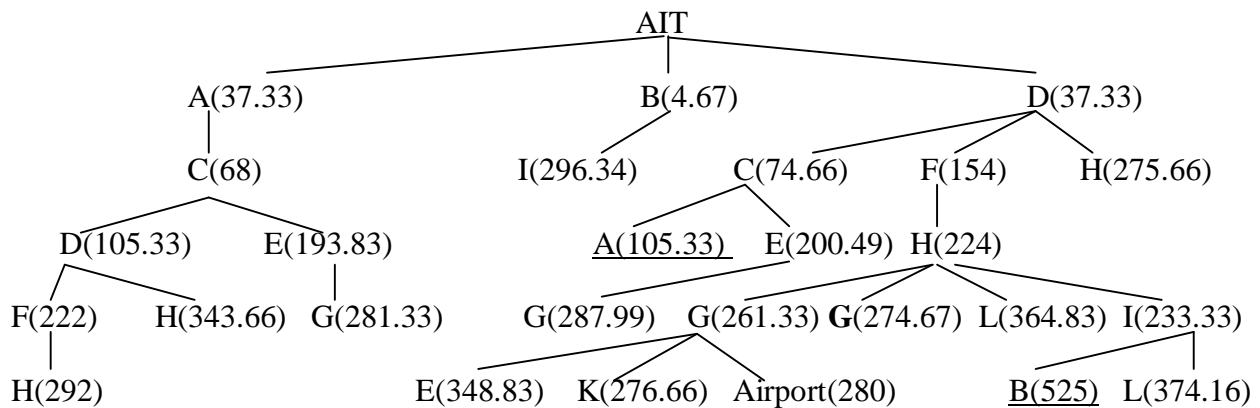 AIT
A(37.33) B(4.67) D(37.33)
C(68) I(296.34) C(74.66) F(154) H(275.66)
D(105.33) E(193.83) A(105.33) E(200.49) H(224)
F(222) H(343.66) G(281.33) G(287.99) G(261.33) G(274.67) L(364.83) I(233.33)
H(292) E(348.83) K(276.66) Airport(280) B(525) L(374.16)